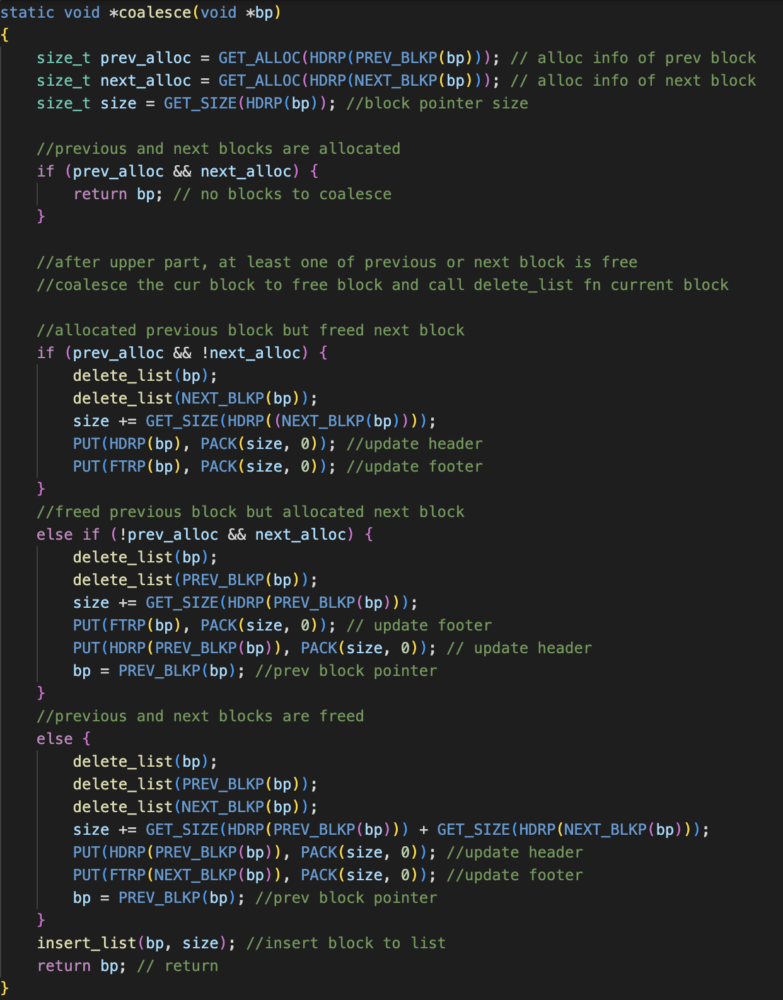 static void *coalesce(void *bp)
{
    size_t prev_alloc = GET_ALLOC(HDRP(PREV_BLKP(bp))); // alloc info of prev block
    size_t next_alloc = GET_ALLOC(HDRP(NEXT_BLKP(bp))); // alloc info of next block
    size_t size = GET_SIZE(HDRP(bp)); //block pointer size

    //previous and next blocks are allocated
    if (prev_alloc && next_alloc) {
        return bp; // no blocks to coalesce
    }

    //after upper part, at least one of previous or next block is free
    //coalesce the cur block to free block and call delete_list fn current block

    //allocated previous block but freed next block
    if (prev_alloc && !next_alloc) {
        delete_list(bp);
        delete_list(NEXT_BLKP(bp));
        size += GET_SIZE(HDRP((NEXT_BLKP(bp))));
        PUT(HDRP(bp), PACK(size, 0)); //update header
        PUT(FTRP(bp), PACK(size, 0)); //update footer
    }
    //freed previous block but allocated next block
    else if (!prev_alloc && next_alloc) {
        delete_list(bp);
        delete_list(PREV_BLKP(bp));
        size += GET_SIZE(HDRP(PREV_BLKP(bp)));
        PUT(FTRP(bp), PACK(size, 0)); // update footer
        PUT(HDRP(PREV_BLKP(bp)), PACK(size, 0)); // update header
        bp = PREV_BLKP(bp); //prev block pointer
    }
    //previous and next blocks are freed
    else {
        delete_list(bp);
        delete_list(PREV_BLKP(bp));
        delete_list(NEXT_BLKP(bp));
        size += GET_SIZE(HDRP(PREV_BLKP(bp))) + GET_SIZE(HDRP(NEXT_BLKP(bp)));
        PUT(HDRP(PREV_BLKP(bp)), PACK(size, 0)); //update header
        PUT(FTRP(NEXT_BLKP(bp)), PACK(size, 0)); //update footer
        bp = PREV_BLKP(bp); //prev block pointer
    }
    insert_list(bp, size); //insert block to list
    return bp; // return
}